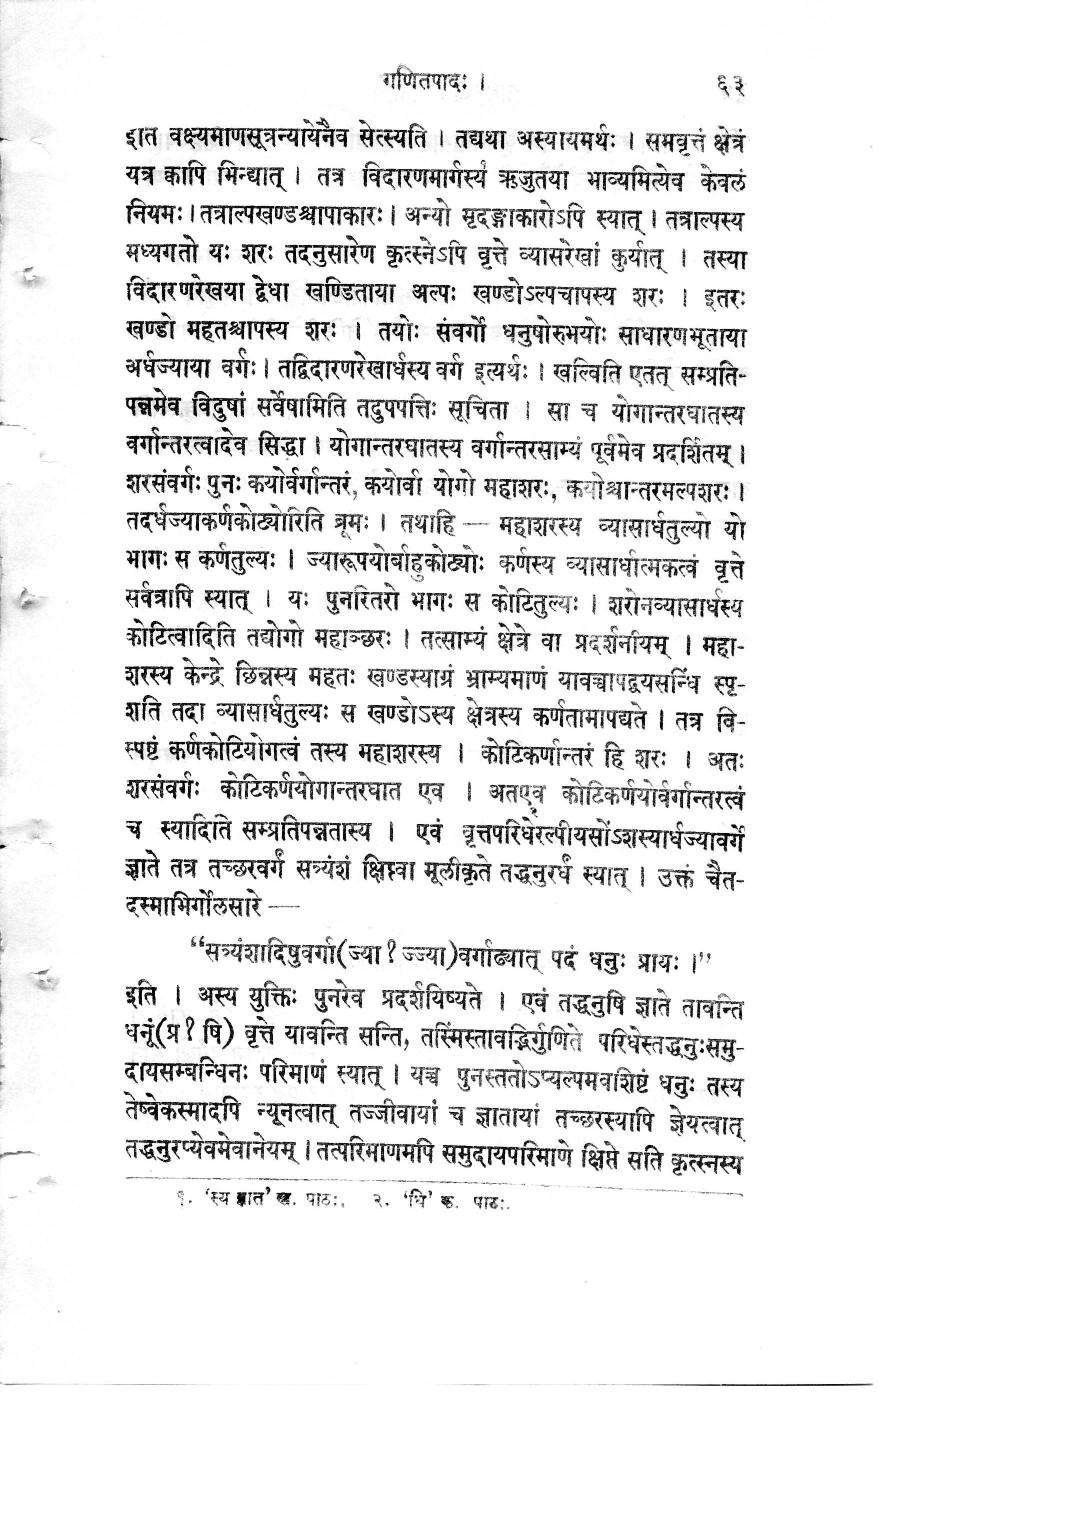 गणितपादः । ६३
इति वक्ष्यमाणसूत्रन्यायेनैव सेत्स्यति । तद्यथा अस्यायमर्थः । समवृत्तं क्षेत्रं
यत्र क्वापि भिन्द्यात् । तत्र विदारणमार्गस्य ऋजुतया भाव्यमित्येव केवलं
नियमः । तत्राल्पखण्डश्चापाकारः । अन्यो मृदङ्गाकारोऽपि स्यात् । तत्राल्पस्य
मध्यगतो यः शरः तदनुसारेण कृत्स्नेऽपि वृत्ते व्यासरेखां कुर्यात् । तस्या
विदारणरेखया द्वेधा खण्डिताया अल्पः खण्डोऽल्पचापस्य शरः । इतरः
खण्डो महतश्चापस्य शरः । तयोः संवर्गो धनुषोरुभयोः साधारणभूताया
अर्धज्याया वर्गः । तद्विदारणरेखार्धस्य वर्ग इत्यर्थः । खल्विति एतत् सम्प्रति-
पन्नमेव विदुषां सर्वेषामिति तदुपपत्तिः सूचिता । सा च योगान्तरघातस्य
वर्गान्तरत्वादेव सिद्धा । योगान्तरघातस्य वर्गान्तरसाम्यं पूर्वमेव प्रदर्शितम् ।
शरसंवर्गः पुनः कयोर्वर्गान्तरं, कयोर्वा योगो महाशरः, कयोश्चान्तरमल्पशरः ।
तदर्धज्याकर्णकोट्योरिति ब्रूमः । तथाहि — महाशरस्य व्यासार्धतुल्यो यो
भागः स कर्णतुल्यः । ज्यारूपयोर्बाहुकोट्योः कर्णस्य व्यासार्धात्मकत्वं वृत्ते
सर्वत्रापि स्यात् । यः पुनरितरो भागः स कोटितुल्यः । शरोनव्यासार्धस्य
कोटित्वादिति तद्योगो महाञ्छरः । तत्साम्यं क्षेत्रे वा प्रदर्शनीयम् । महा-
शरस्य केन्द्रे छिन्नस्य महतः खण्डस्याग्रं भ्राम्यमाणं यावच्चापद्वयसन्धिं स्पृ-
शति तदा व्यासार्धतुल्यः स खण्डोऽस्य क्षेत्रस्य कर्णतामापद्यते । तत्र वि-
स्पष्टं कर्णकोटियोगत्वं तस्य महाशरस्य । कोटिकर्णान्तरं हि शरः । अतः
शरसंवर्गः कोटिकर्णयोगान्तरघात एव । अतएव कोटिकर्णयोर्वर्गान्तरत्वं
च स्यादिति सम्प्रतिपन्नतास्य । एवं वृत्तपरिधेरल्पीयसोंऽशस्यार्धज्यावर्गे
ज्ञाते तत्र तच्छरवर्गं सत्र्यंशं क्षिप्त्वा मूलीकृते तद्धनुरर्धं स्यात् । उक्तं चैत-
दस्माभिर्गोलसारे —
“सत्र्यंशादिषुवर्गा(ज्या ? ज्ज्या)वर्गाढ्यात् पदं धनुः प्रायः ।”
इति । अस्य युक्तिः पुनरेव प्रदर्शयिष्यते । एवं तद्धनुषि ज्ञाते तावन्ति
धनूं(प्र ? षि) वृत्ते यावन्ति सन्ति, तस्मिंस्तावद्भिर्गुणिते परिधेस्तद्धनुःसमु-
दायसम्बन्धिनः परिमाणं स्यात् । यच्च पुनस्ततोऽप्यल्पमवशिष्टं धनुः तस्य
तेष्वेकस्मादपि न्यूनत्वात् तज्जीवायां च ज्ञातायां तच्छरस्यापि ज्ञेयत्वात्
तद्धनुरप्येवमेवानेयम् । तत्परिमाणमपि समुदायपरिमाणे क्षिप्ते सति कृत्स्नस्य
१. ‘स्य पाठः. २. ‘धि’ क. पाठः.